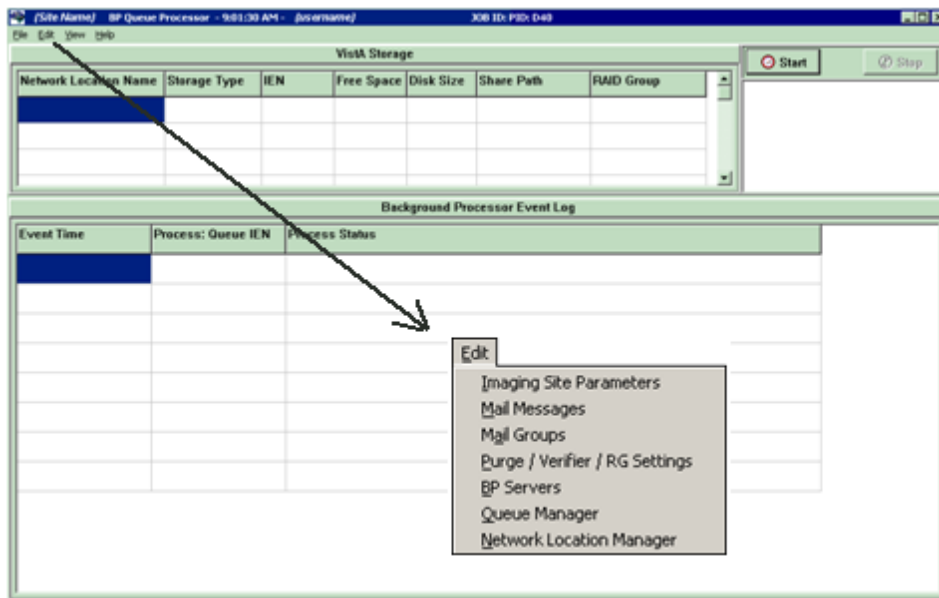 (Site Name) BP Queue Processor - 9:01:30 AM - (username) JOB ID: PID: D40
File Edit View Help
VistA Storage
Start Stop
Network Location Name Storage Type IEN Free Space Disk Size Share Path RAID Group
Background Processor Event Log
Event Time Process: Queue IEN Process Status
Edit
Imaging Site Parameters
Mail Messages
Mail Groups
Purge / Verifier / RG Settings
BP Servers
Queue Manager
Network Location Manager